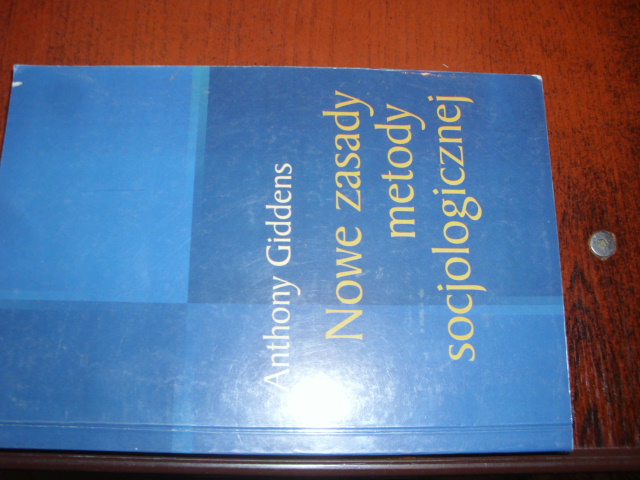 Anthony Giddens
Nowe zasady
metody
socjologicznej